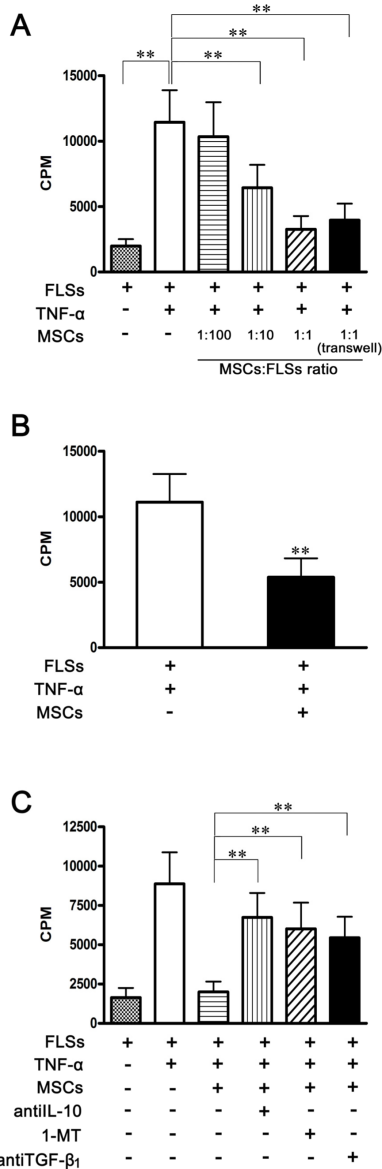 A
** ** ** **
CPM
15000
10000
5000
0
FLSs + + + + + +
TNF-α - + + + + +
MSCs - - 1:100 1:10 1:1 1:1
(transwell)
MSCs:FLSs ratio
B
CPM
15000
10000
5000
0
**
FLSs + +
TNF-α + +
MSCs - +
C
** ** **
CPM
12500
10000
7500
5000
2500
0
FLSs + + + + + +
TNF-α - + + + + +
MSCs - - + + + +
antiIL-10 - - - + - -
1-MT - - - - + -
antiTGF-β₁ - - - - - +